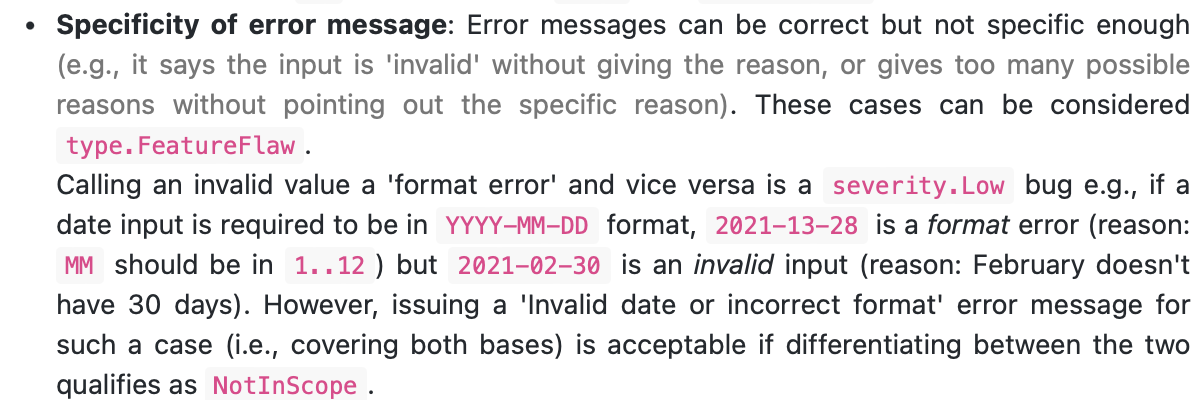 • Specificity of error message: Error messages can be correct but not specific enough
(e.g., it says the input is 'invalid' without giving the reason, or gives too many possible
reasons without pointing out the specific reason). These cases can be considered
type.FeatureFlaw .
Calling an invalid value a 'format error' and vice versa is a severity.Low bug e.g., if a
date input is required to be in YYYY-MM-DD format, 2021-13-28 is a format error (reason:
MM should be in 1..12 ) but 2021-02-30 is an invalid input (reason: February doesn't
have 30 days). However, issuing a 'Invalid date or incorrect format' error message for
such a case (i.e., covering both bases) is acceptable if differentiating between the two
qualifies as NotInScope .